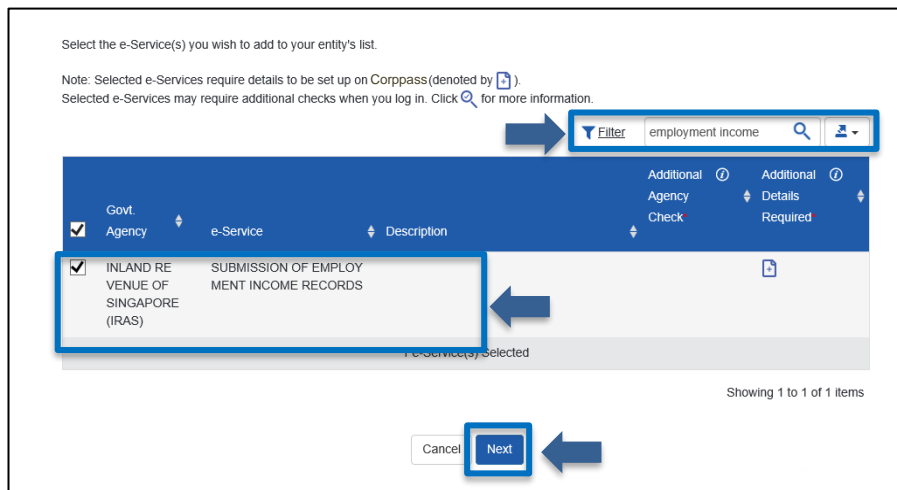 Select the e-Service(s) you wish to add to your entity's list.
Note: Selected e-Services require details to be set up on Corppass(denoted by ).
Selected e-Services may require additional checks when you log in. Click for more information.
Filter employment income
Additional Additional
Govt. Agency Details
Agency e-Service Description Check* Required*
INLAND RE SUBMISSION OF EMPLOY
VENUE OF MENT INCOME RECORDS
SINGAPORE
(IRAS)
e-Service(s) Selected
Showing 1 to 1 of 1 items
Cancel Next